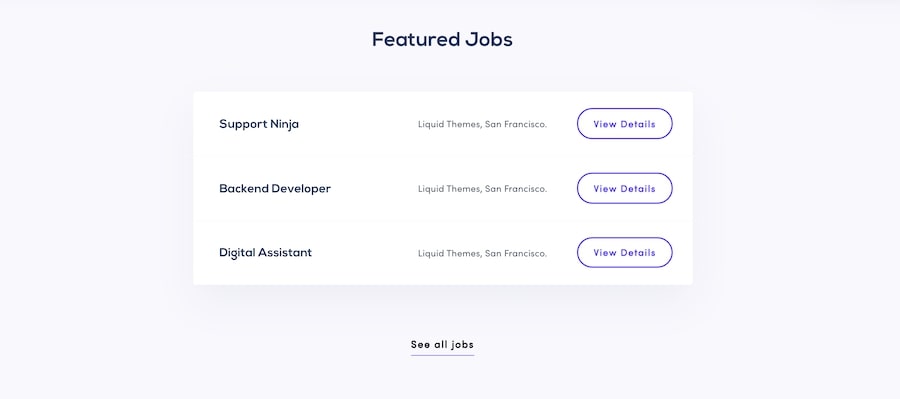 Featured Jobs
Support Ninja
Liquid Themes, San Francisco.
View Details
Backend Developer
Liquid Themes, San Francisco.
View Details
Digital Assistant
Liquid Themes, San Francisco.
View Details
See all jobs